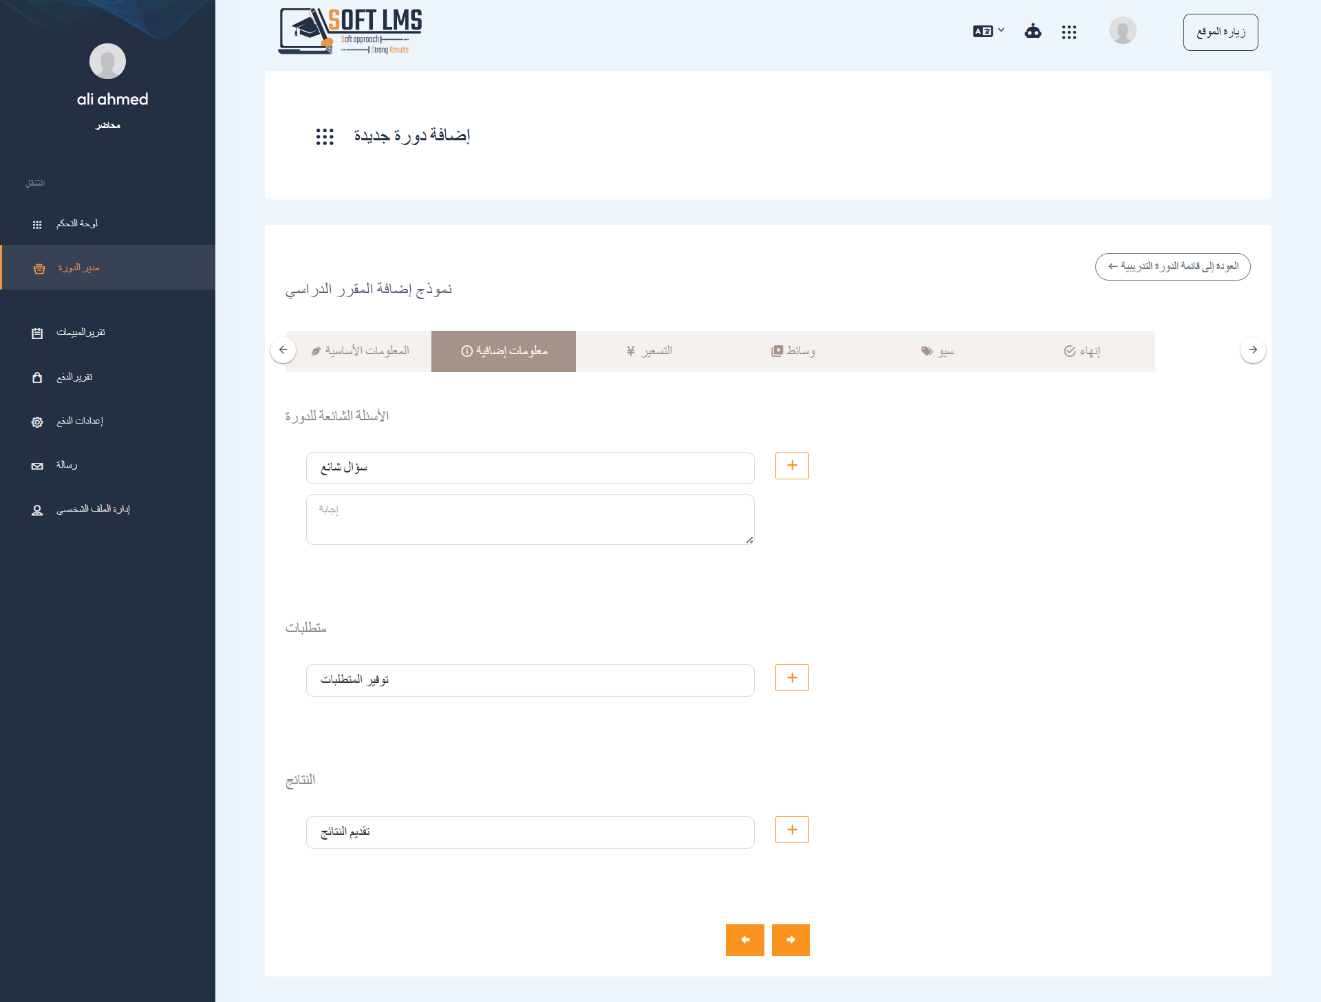 SOFT LMS
Soft approach
Strong Results
زيارة الموقع
ali ahmed
محاضر
التنقل
لوحة التحكم
مدير الدورة
تقرير المبيعات
تقرير الدفع
إعدادات الدفع
رسالة
إدارة الملف الشخصي
إضافة دورة جديدة
العودة إلى قائمة الدورة التدريبية
نموذج إضافة المقرر الدراسي
المعلومات الأساسية
معلومات إضافية
التسعير
وسائط
سيو
إنهاء
الأسئلة الشائعة للدورة
سؤال شائع
إجابة
متطلبات
توفير المتطلبات
النتائج
تقديم النتائج